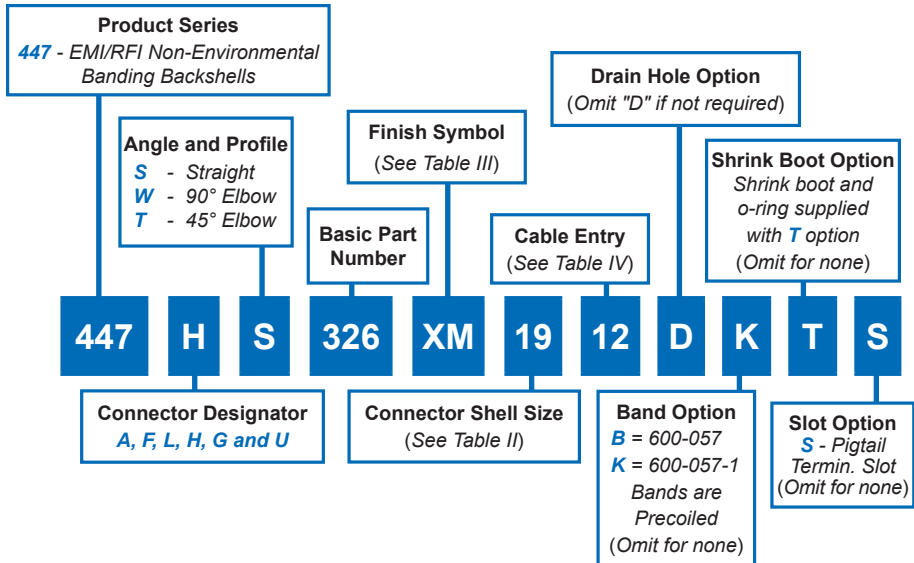 Product Series
447 - EMI/RFI Non-Environmental
Banding Backshells
Angle and Profile
S - Straight
W - 90° Elbow
T - 45° Elbow
Basic Part
Number
Finish Symbol
(See Table III)
Cable Entry
(See Table IV)
Drain Hole Option
(Omit "D" if not required)
Shrink Boot Option
Shrink boot and
o-ring supplied
with T option
(Omit for none)
447 H S 326 XM 19 12 D K T S
Connector Designator
A, F, L, H, G and U
Connector Shell Size
(See Table II)
Band Option
B = 600-057
K = 600-057-1
Bands are
Precoiled
(Omit for none)
Slot Option
S - Pigtail
Termin. Slot
(Omit for none)